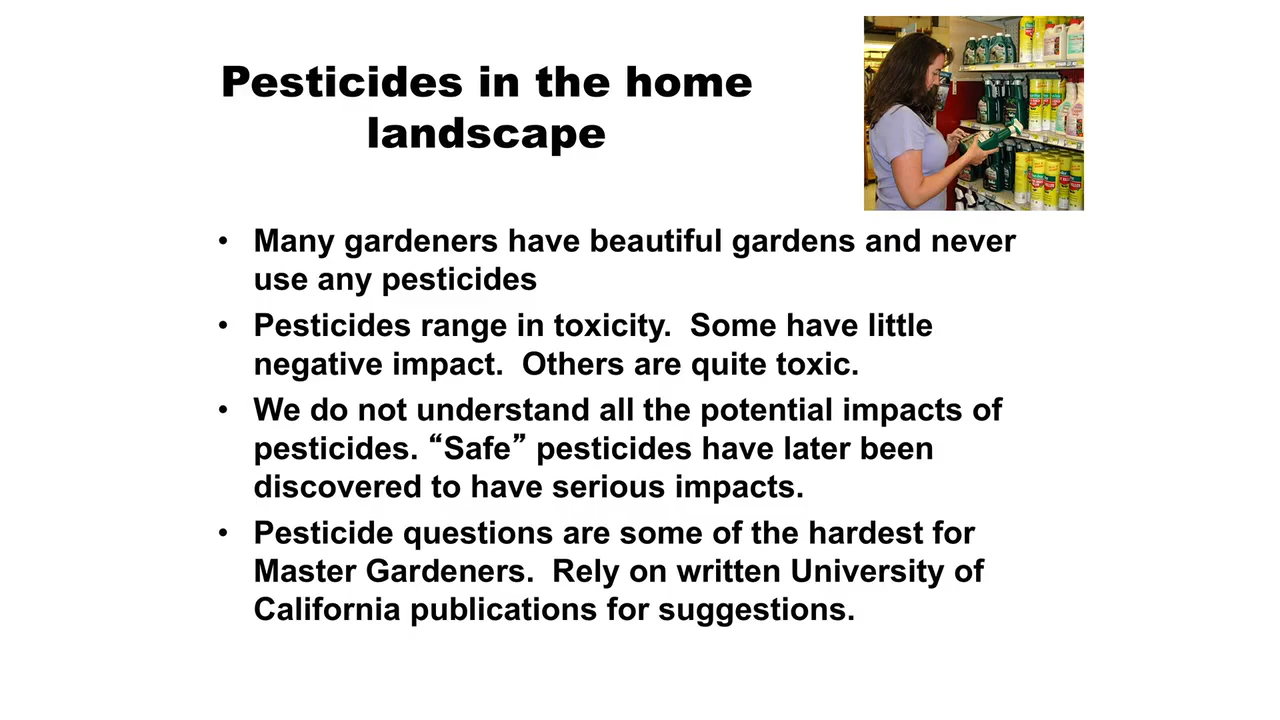 Pesticides in the home
landscape
• Many gardeners have beautiful gardens and never
use any pesticides
• Pesticides range in toxicity.  Some have little
negative impact.  Others are quite toxic.
• We do not understand all the potential impacts of
pesticides. “Safe” pesticides have later been
discovered to have serious impacts.
• Pesticide questions are some of the hardest for
Master Gardeners.  Rely on written University of
California publications for suggestions.